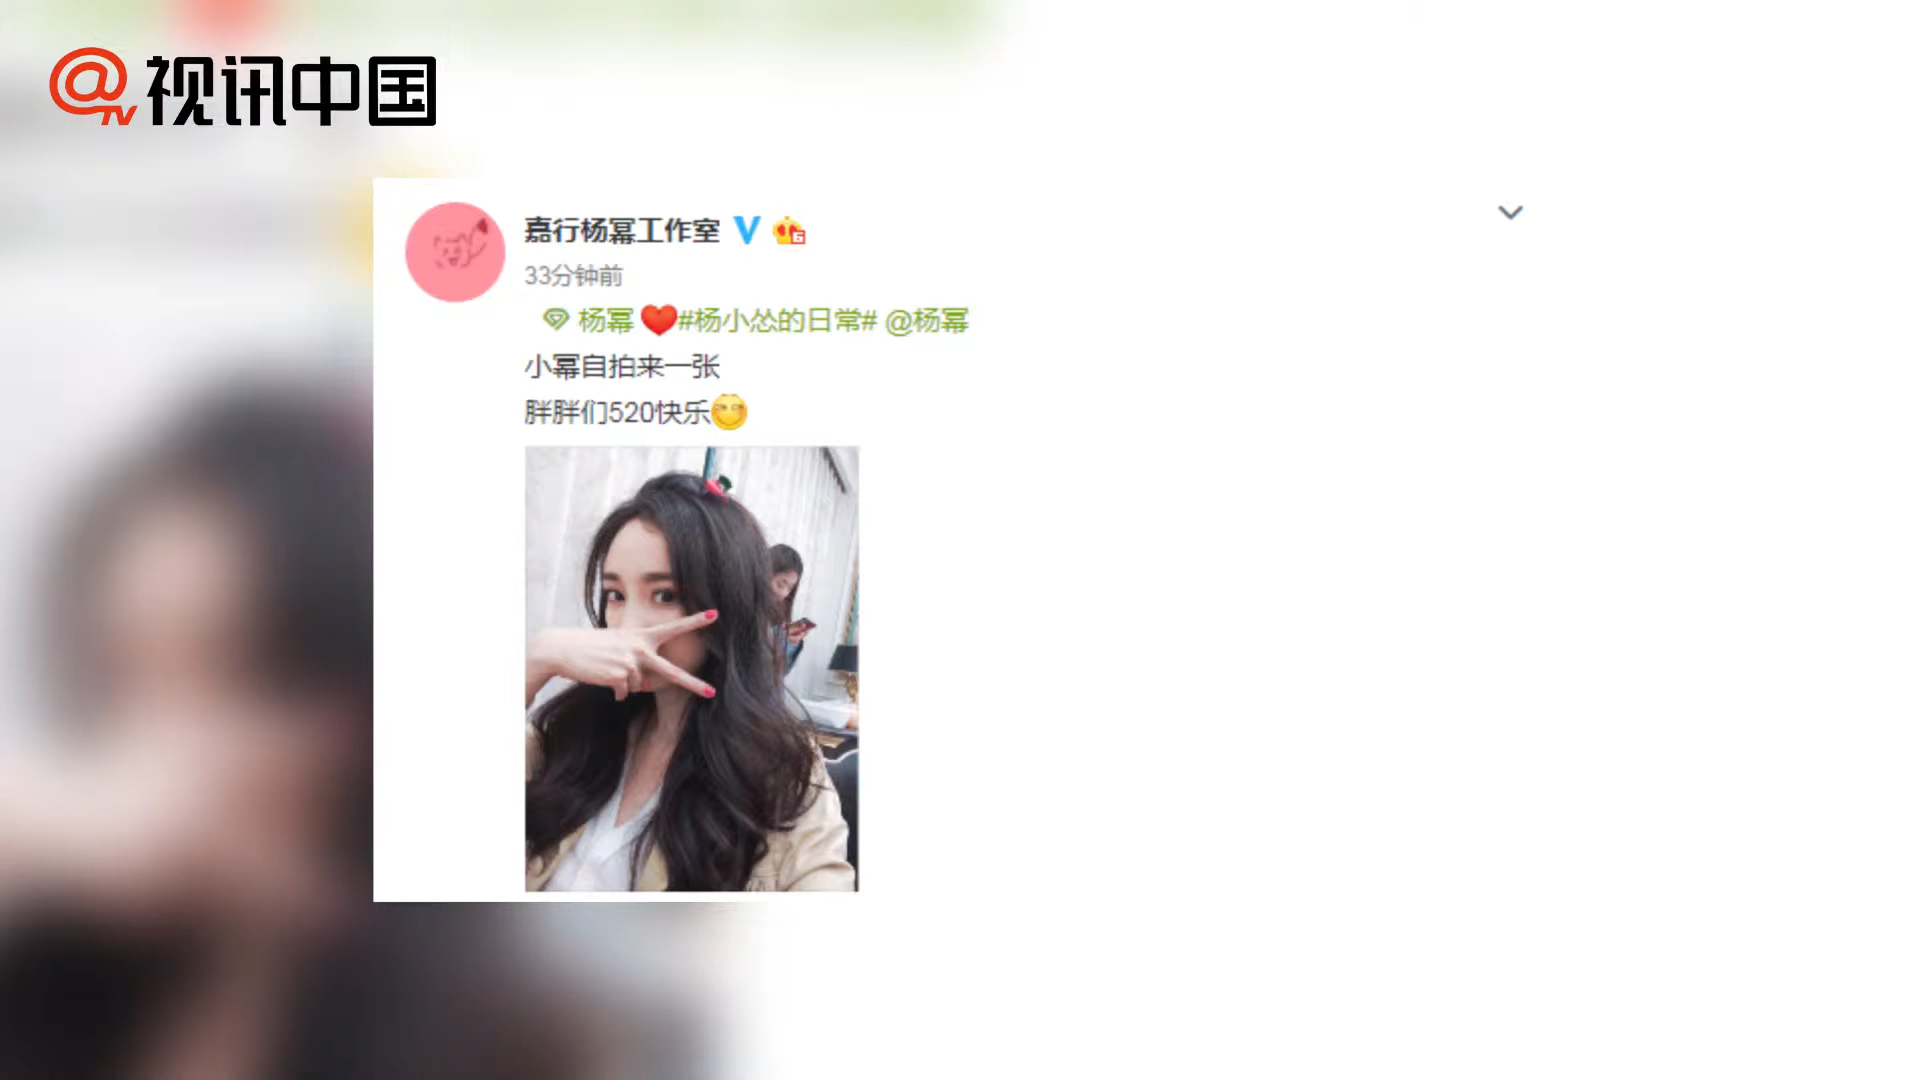 @TV 视讯中国
嘉行杨幂工作室
33分钟前
杨幂 #杨小怂的日常# @杨幂
小幂自拍来一张
胖胖们520快乐